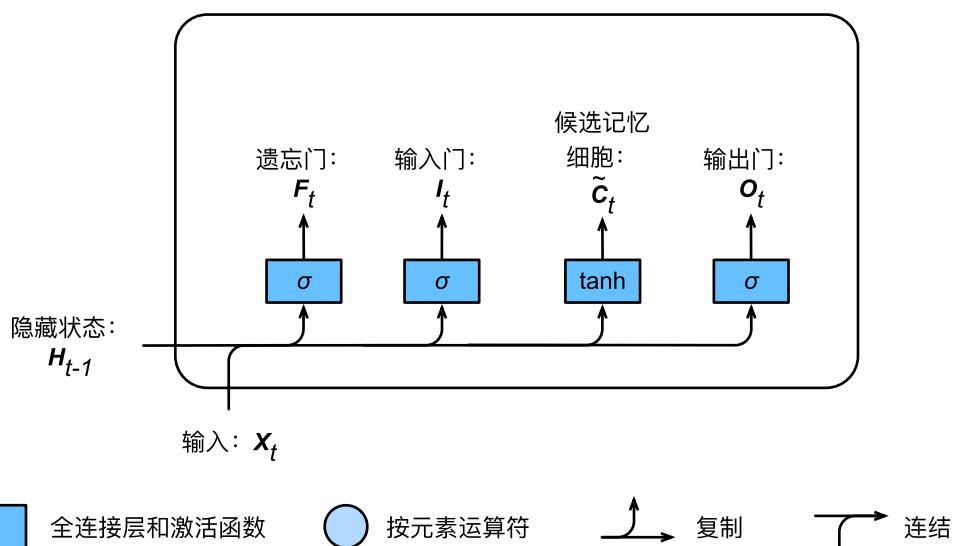 候选记忆
遗忘门：
输入门：
细胞：
输出门：
F_t
I_t
C̃_t
O_t
σ
σ
tanh
σ
隐藏状态：
H_{t-1}
输入：X_t
全连接层和激活函数
按元素运算符
复制
连结